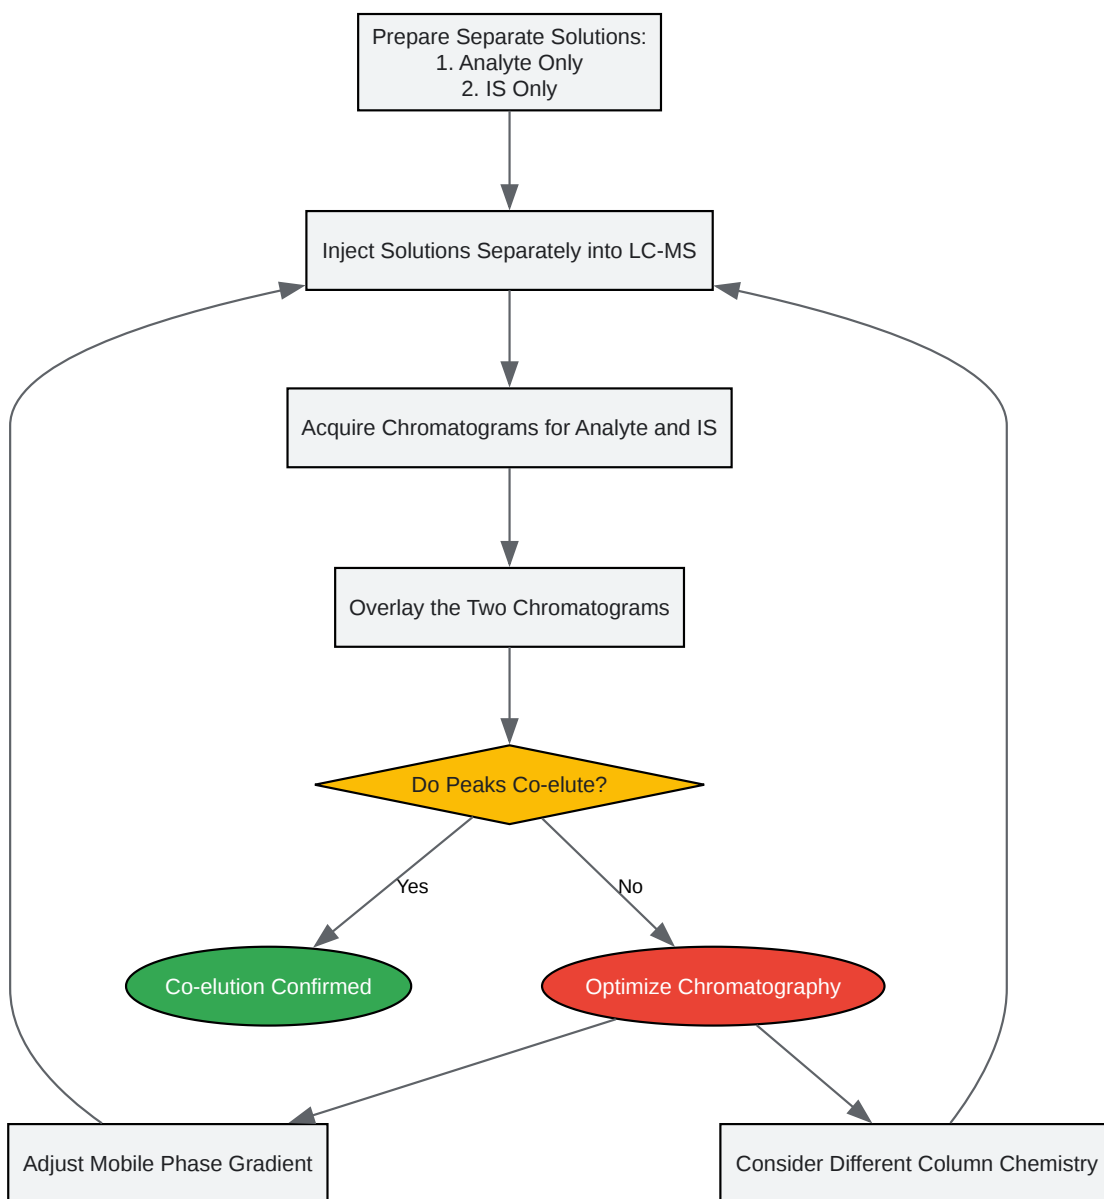 Prepare Separate Solutions:
1. Analyte Only
2. IS Only
Inject Solutions Separately into LC-MS
Acquire Chromatograms for Analyte and IS
Overlay the Two Chromatograms
Do Peaks Co-elute?
Yes
No
Co-elution Confirmed
Optimize Chromatography
Adjust Mobile Phase Gradient
Consider Different Column Chemistry